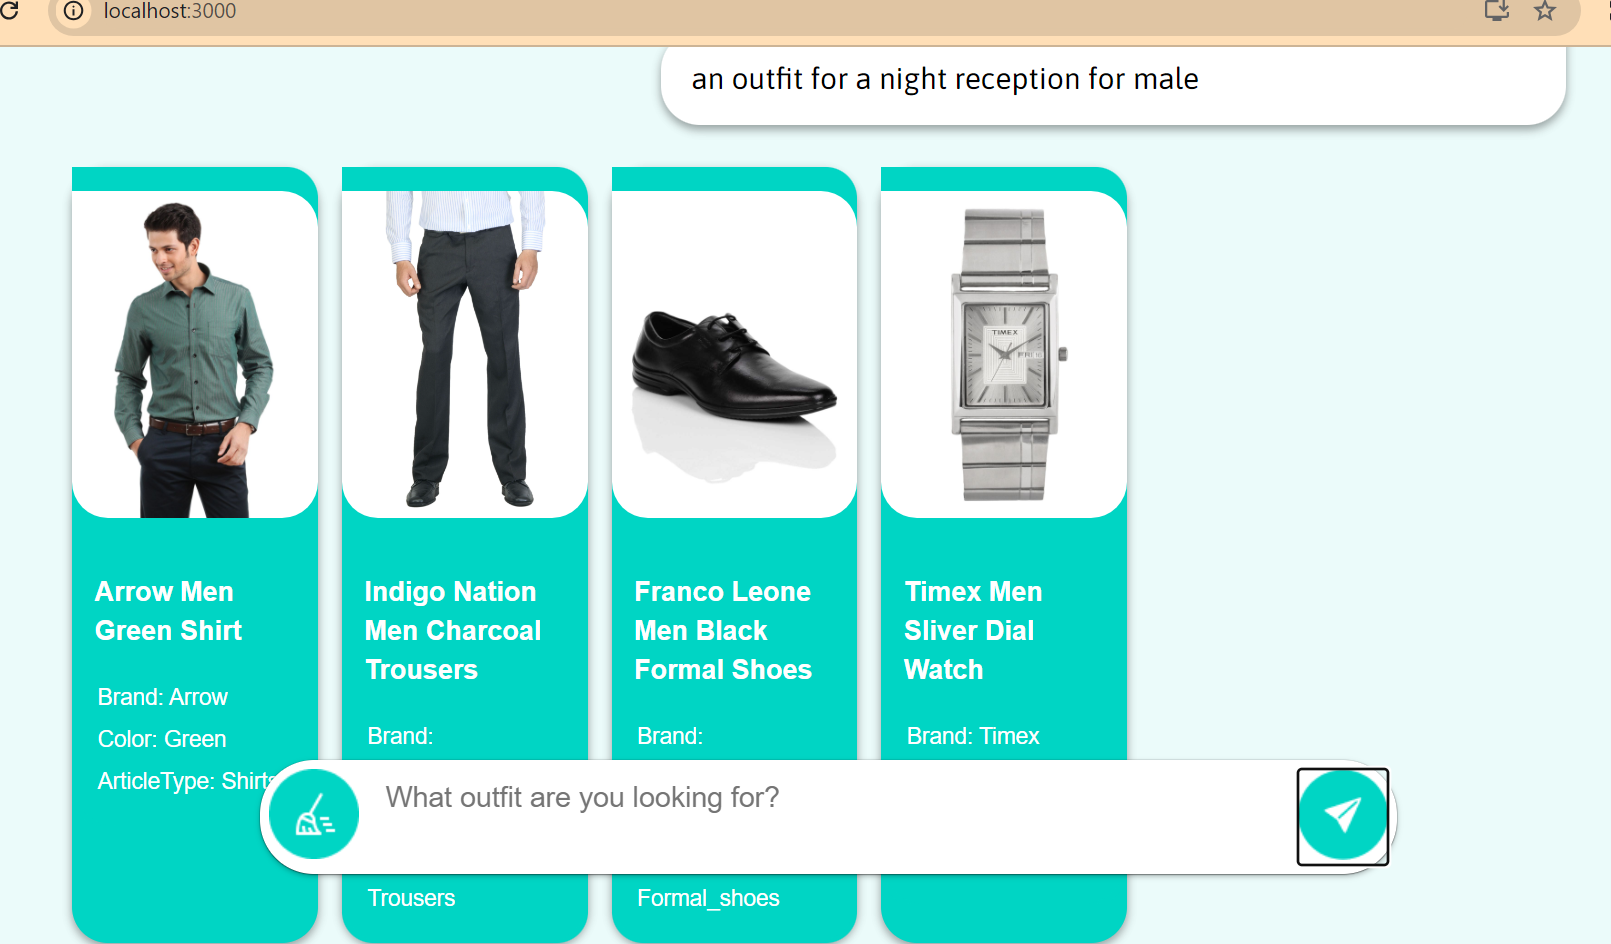 localhost:3000
an outfit for a night reception for male
TIMEX
Arrow Men
Green Shirt
Brand: Arrow
Color: Green
ArticleType: Shirts
Indigo Nation
Men Charcoal
Trousers
Brand:
Trousers
Franco Leone
Men Black
Formal Shoes
Brand:
Formal_shoes
Timex Men
Sliver Dial
Watch
Brand: Timex
What outfit are you looking for?